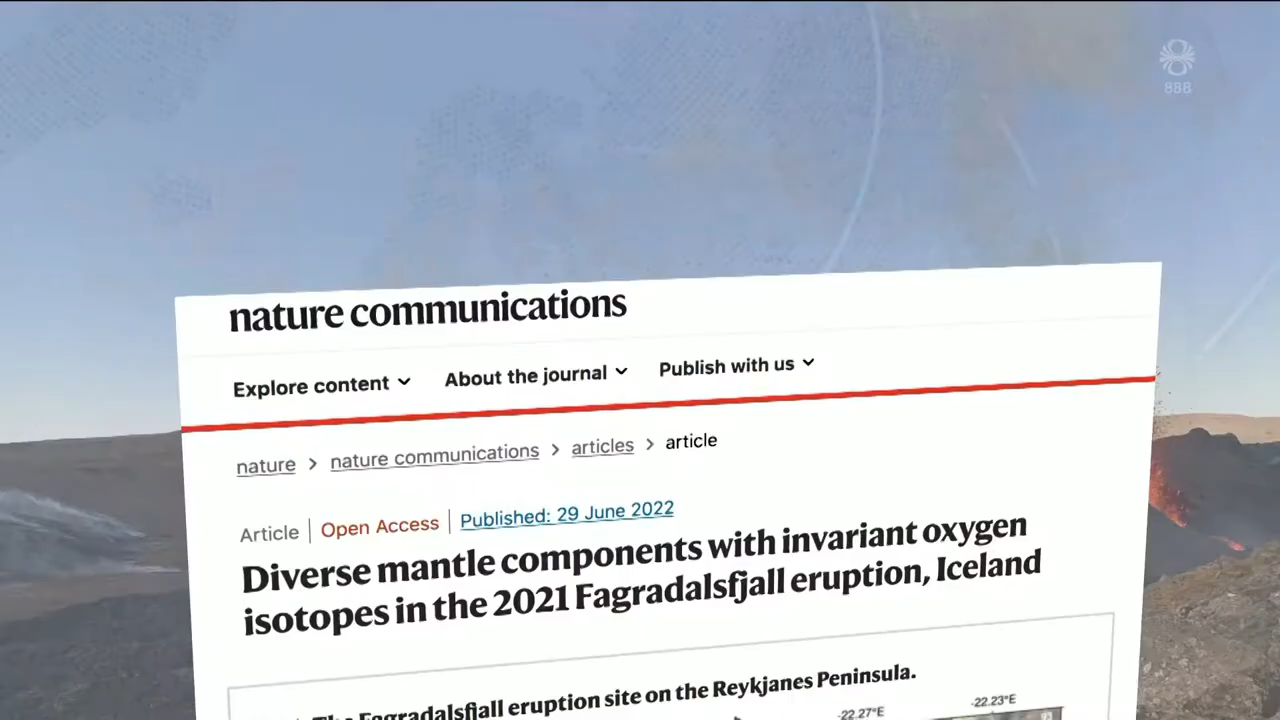 888
nature communications
Explore content About the journal Publish with us
nature > nature communications > articles > article
Article | Open Access | Published: 29 June 2022
Diverse mantle components with invariant oxygen
isotopes in the 2021 Fagradalsfjall eruption, Iceland
The Fagradalsfjall eruption site on the Reykjanes Peninsula.
-22.27°E -22.23°E